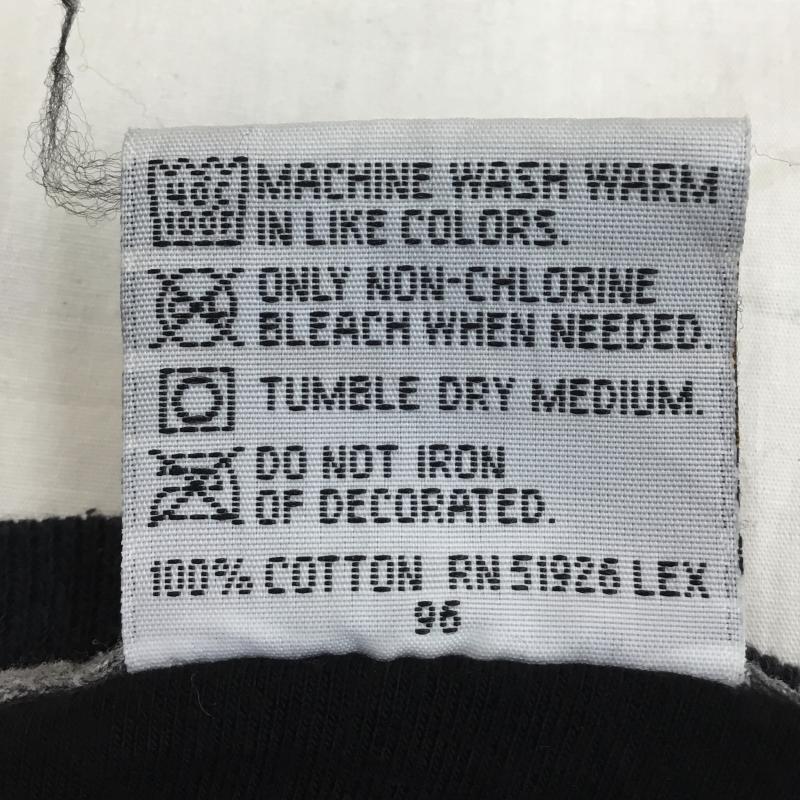 MACHINE WASH WARM
IN LIKE COLORS.
ONLY NON-CHLORINE
BLEACH WHEN NEEDED.
TUMBLE DRY MEDIUM.
DO NOT IRON
OF DECORATED.
100% COTTON RN 51926 LEX
96